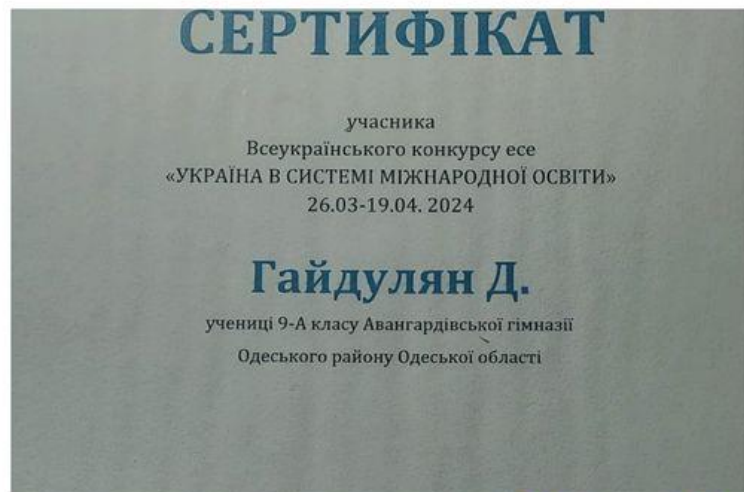 СЕРТИФІКАТ
учасника
Всеукраїнського конкурсу есе
«УКРАЇНА В СИСТЕМІ МІЖНАРОДНОЇ ОСВІТИ»
26.03-19.04. 2024
Гайдулян Д.
учениці 9-А класу Авангардівської гімназії
Одеського району Одеської області